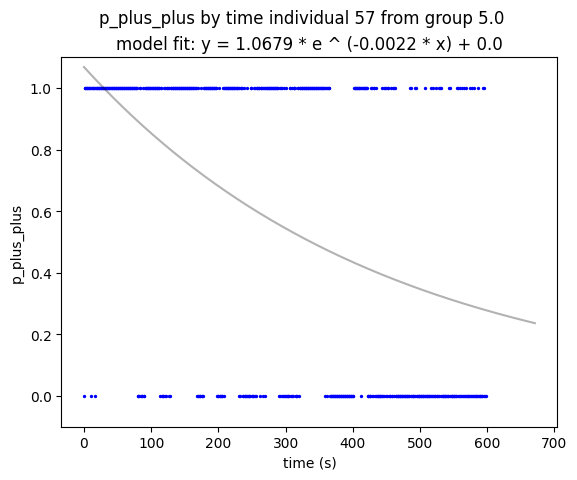 p_plus_plus by time individual 57 from group 5.0
model fit: y = 1.0679 * e ^ (-0.0022 * x) + 0.0
1.0
0.8
0.6
0.4
0.2
0.0
p_plus_plus
0 100 200 300 400 500 600 700
time (s)